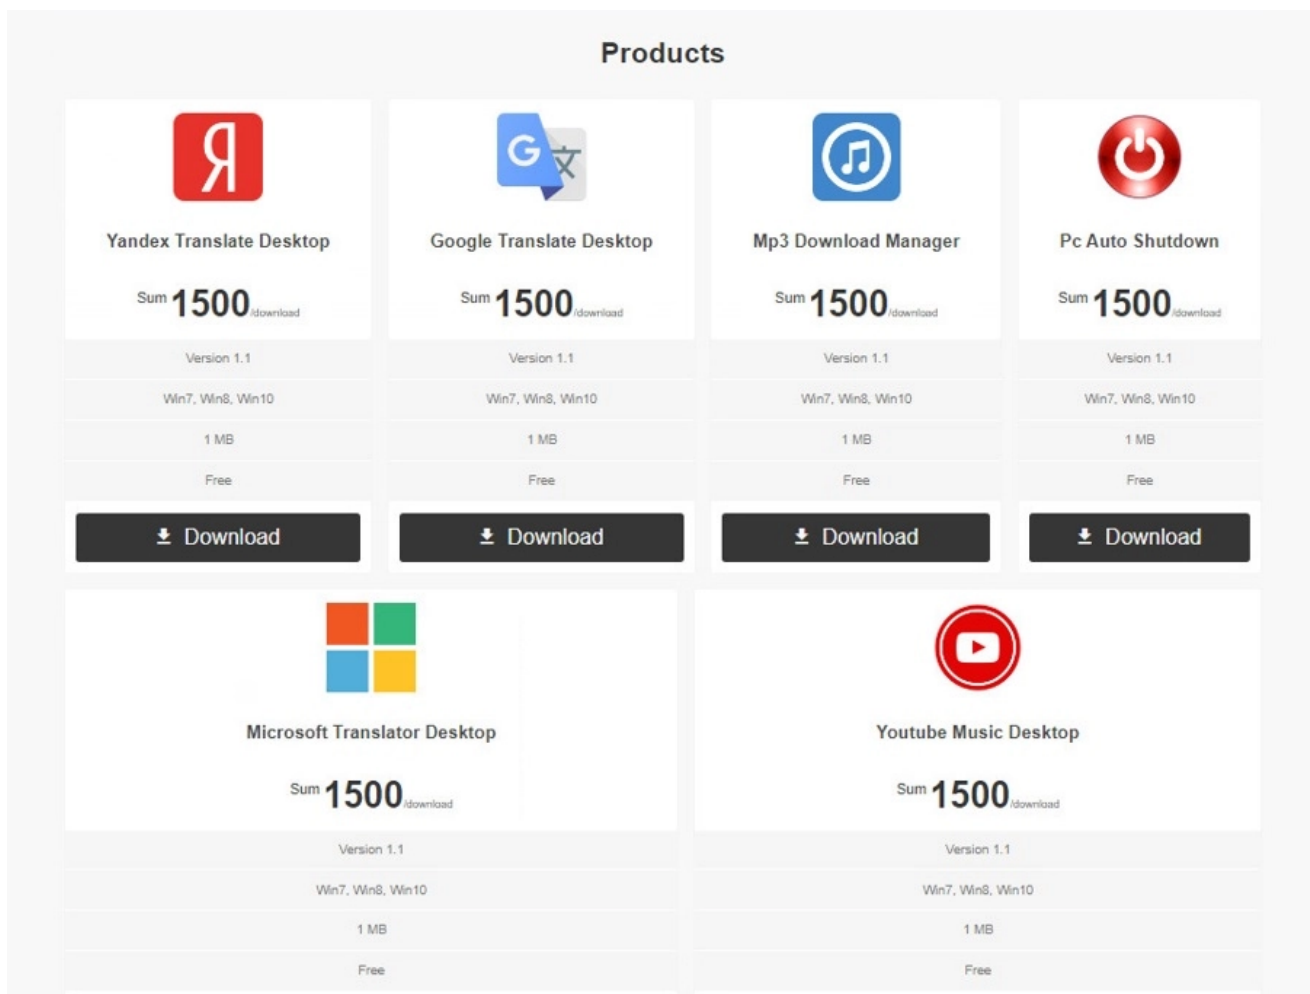 Products
Я
G 文
Yandex Translate Desktop
Google Translate Desktop
Mp3 Download Manager
Pc Auto Shutdown
Sum 1500/download
Sum 1500/download
Sum 1500/download
Sum 1500/download
Version 1.1
Version 1.1
Version 1.1
Version 1.1
Win7, Win8, Win10
Win7, Win8, Win10
Win7, Win8, Win10
Win7, Win8, Win10
1 MB
1 MB
1 MB
1 MB
Free
Free
Free
Free
Download
Download
Download
Download
Microsoft Translator Desktop
Youtube Music Desktop
Sum 1500/download
Sum 1500/download
Version 1.1
Version 1.1
Win7, Win8, Win10
Win7, Win8, Win10
1 MB
1 MB
Free
Free